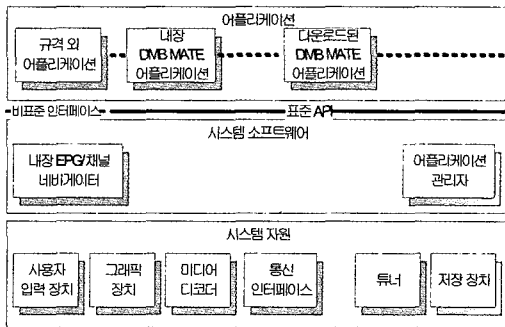 어플리케이션
규격 외
어플리케이션
내장
DMB MATE
어플리케이션
다운로드된
DMB MATE
어플리케이션
비표준 인터페이스
표준 API
시스템 소프트웨어
내장 EPG/채널
네비게이터
어플리케이션
관리자
시스템 자원
사용자
입력 장치
그래픽
장치
미디어
디코더
통신
인터페이스
튜너
저장 장치